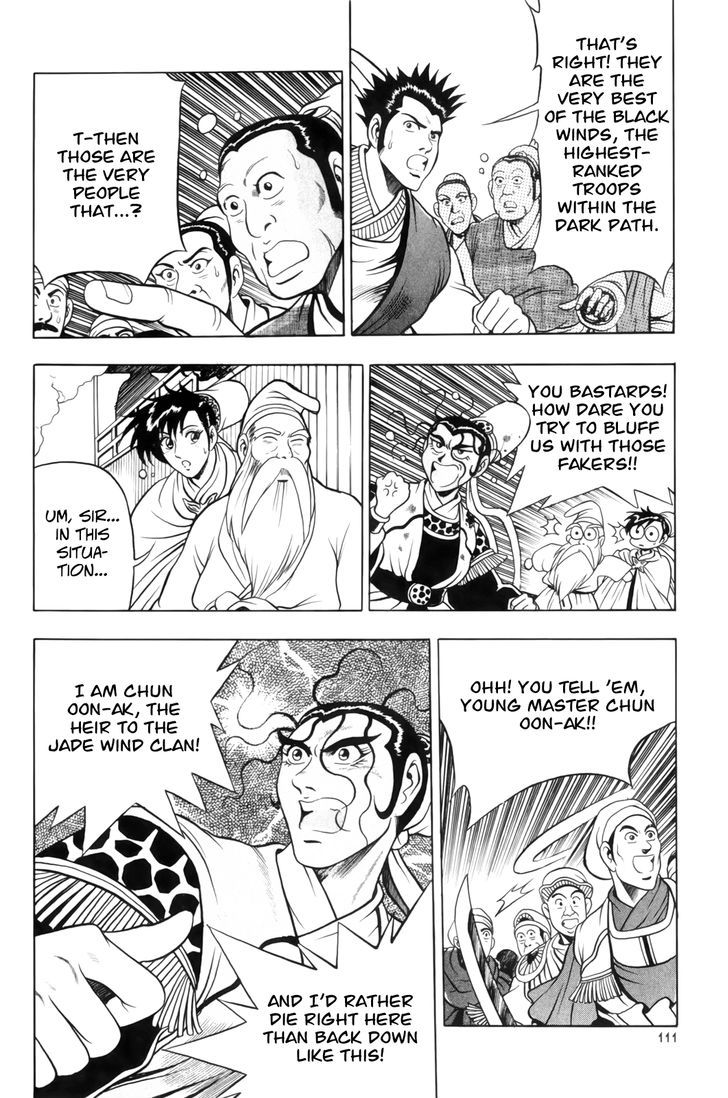 THAT'S
RIGHT! THEY
ARE THE
VERY BEST
OF THE BLACK
WINDS, THE
HIGHEST-
RANKED
TROOPS
WITHIN THE
DARK PATH.
T-THEN
THOSE ARE
THE VERY
PEOPLE
THAT...?
YOU BASTARDS!
HOW DARE YOU
TRY TO BLUFF
US WITH THOSE
FAKERS!!
UM, SIR...
IN THIS
SITUA-
TION...
OHH! YOU TELL 'EM,
YOUNG MASTER CHUN
OON-AK!!
I AM CHUN
OON-AK, THE
HEIR TO THE
JADE WIND CLAN!
AND I'D RATHER
DIE RIGHT HERE
THAN BACK DOWN
LIKE THIS!
111